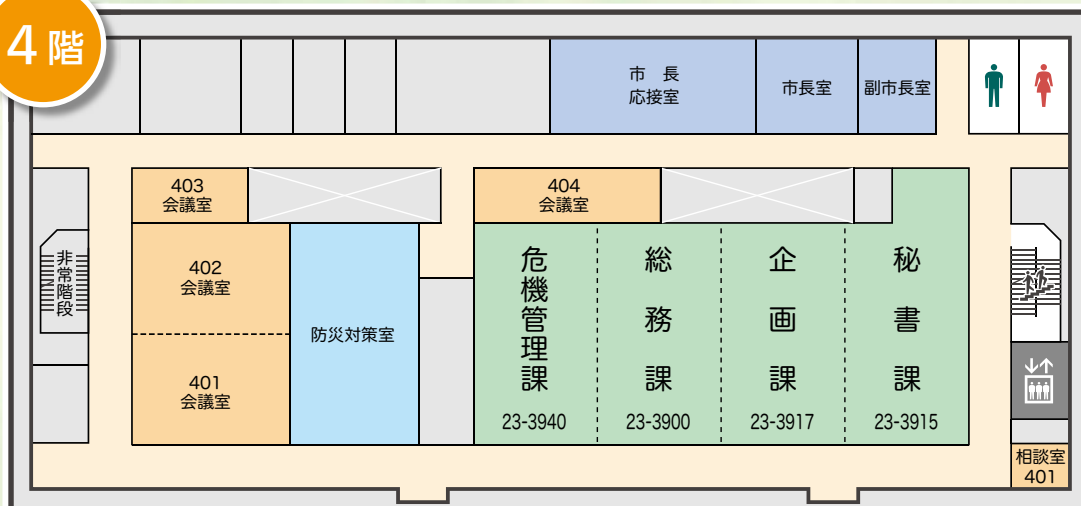 4階
市長
応接室
市長室
副市長室
403
会議室
404
会議室
非常階段
402
会議室
401
会議室
防災対策室
危機管理課
23-3940
総務課
23-3900
企画課
23-3917
秘書課
23-3915
相談室
401